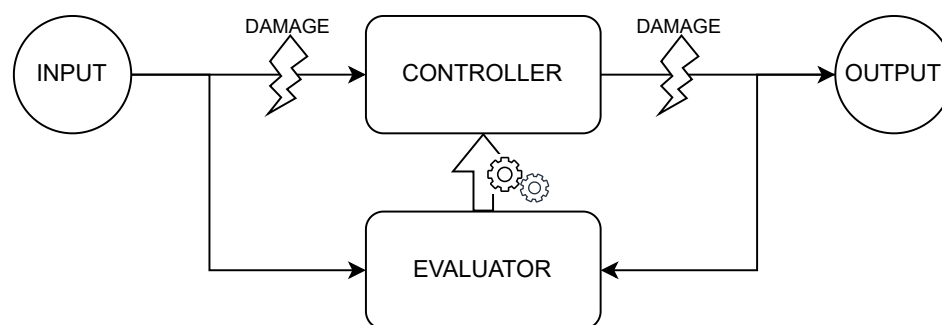 DAMAGE
DAMAGE
INPUT
CONTROLLER
OUTPUT
EVALUATOR